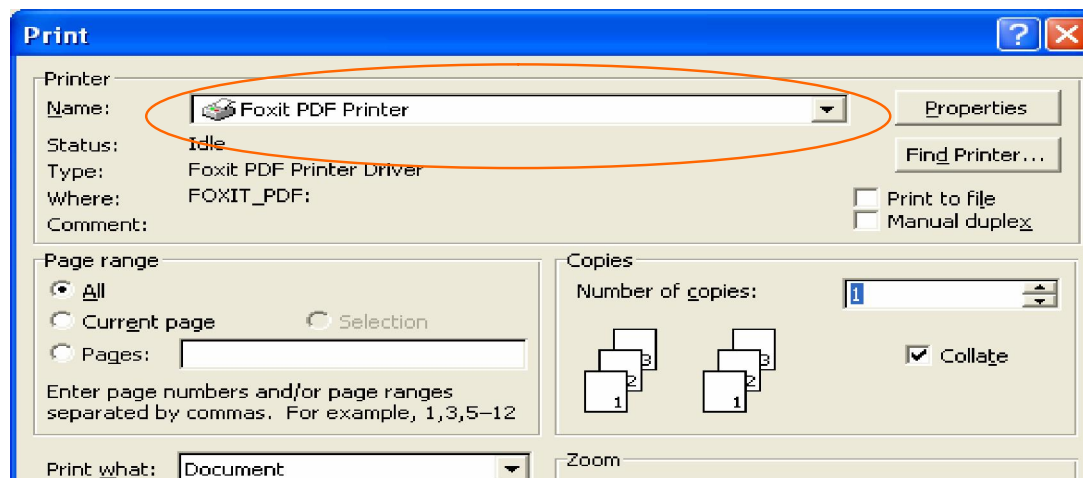 Print
Printer
Name: Foxit PDF Printer Properties
Status: Idle
Find Printer...
Type: Foxit PDF Printer Driver
Where: FOXIT_PDF: Print to file
Comment: Manual duplex
Page range
All
Current page Selection
Pages:
Enter page numbers and/or page ranges
separated by commas. For example, 1,3,5–12
Copies
Number of copies: 1
3 3
2 2
1 1
Collate
Print what: Document
Zoom